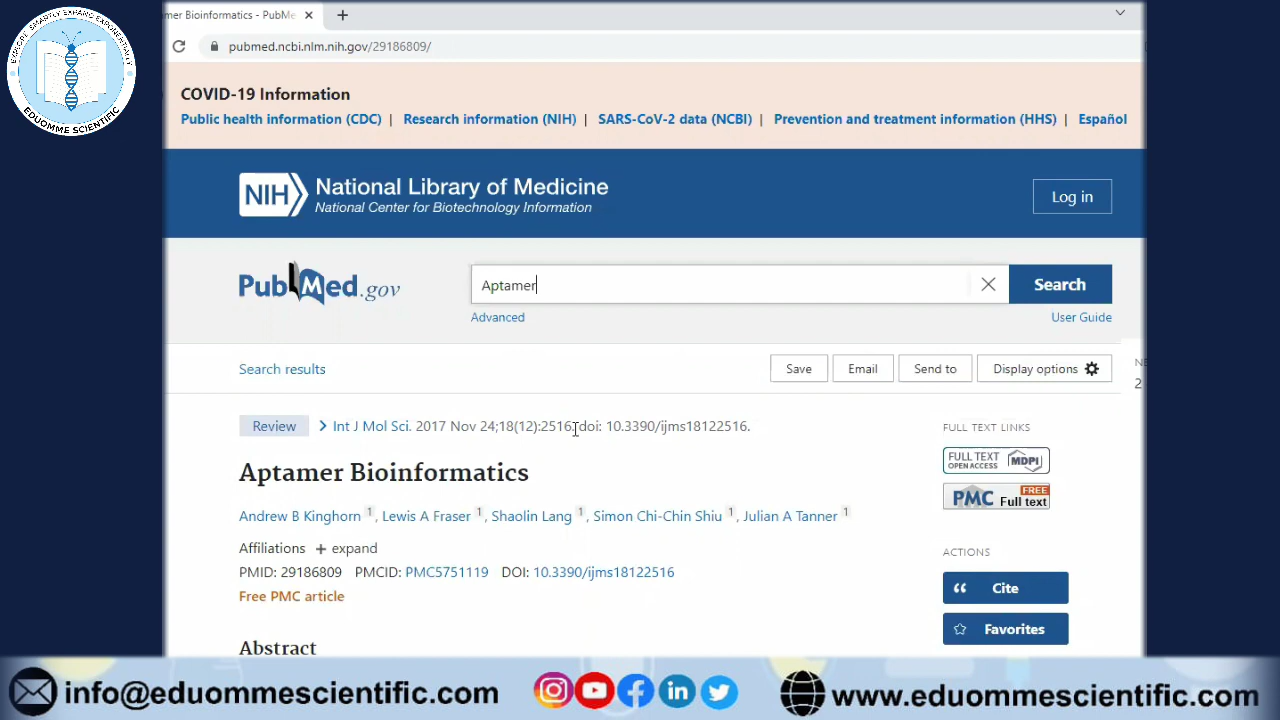 EXPLORE, SMARTLY EXPAND EXPONENTIALLY
EDUOMME SCIENTIFIC
mer Bioinformatics - PubMe
pubmed.ncbi.nlm.nih.gov/29186809/
COVID-19 Information
Public health information (CDC) | Research information (NIH) | SARS-CoV-2 data (NCBI) | Prevention and treatment information (HHS) | Español
NIH National Library of Medicine
National Center for Biotechnology Information
Log in
PubMed.gov
Aptamer
Search
Advanced
User Guide
Search results
Save
Email
Send to
Display options
NE
2
Review
Int J Mol Sci. 2017 Nov 24;18(12):2516. doi: 10.3390/ijms18122516.
FULL TEXT LINKS
FULL TEXT
OPEN ACCESS
MDPI
PMC FREE Full text
Aptamer Bioinformatics
Andrew B Kinghorn 1, Lewis A Fraser 1, Shaolin Lang 1, Simon Chi-Chin Shiu 1, Julian A Tanner 1
Affiliations + expand
PMID: 29186809 PMCID: PMC5751119 DOI: 10.3390/ijms18122516
Free PMC article
ACTIONS
Cite
Favorites
Abstract
info@eduommescientific.com
www.eduommescientific.com